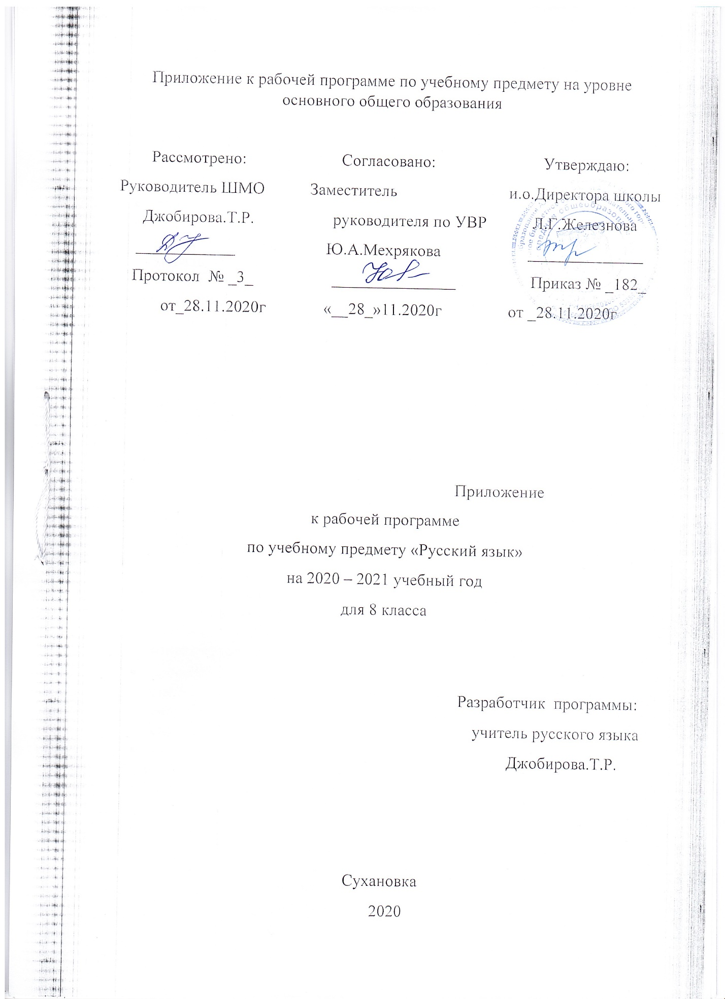 Приложение к рабочей программе по учебному предмету на уровне
основного общего образования
Рассмотрено:
Руководитель ШМО
Джобирова.Т.Р.
Протокол № _3_
от_28.11.2020г
Согласовано:
Заместитель
руководителя по УВР
Ю.А.Мехрякова
«__28_»11.2020г
Утверждаю:
и.о.Директора школы
Л.Г.Железнова
Приказ № _182_
от _28.11.2020г
Приложение
к рабочей программе
по учебному предмету «Русский язык»
на 2020 – 2021 учебный год
для 8 класса
Разработчик программы:
учитель русского языка
Джобирова.Т.Р.
Сухановка
2020